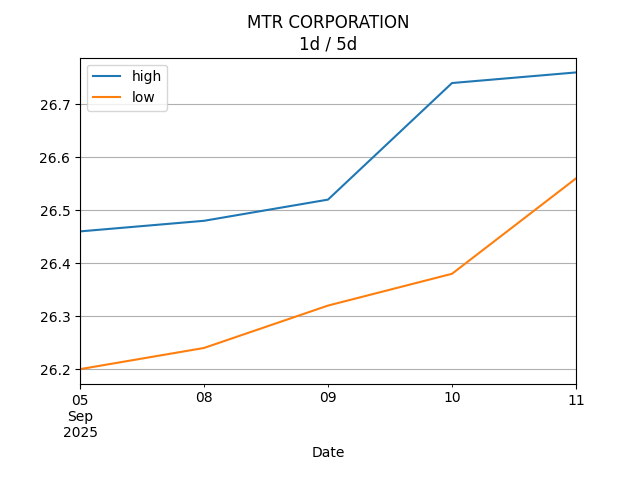 MTR CORPORATION
1d / 5d
high
low
26.7
26.6
26.5
26.4
26.3
26.2
05 08 09 10 11
Sep
2025
Date